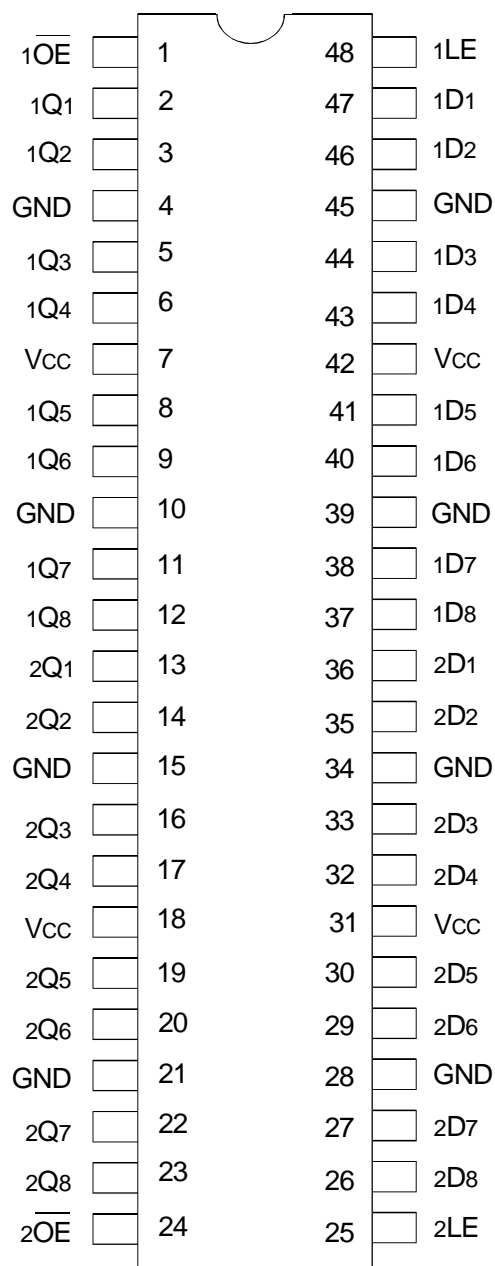 1O̅E̅ 1 48 1LE
1Q1 2 47 1D1
1Q2 3 46 1D2
GND 4 45 GND
1Q3 5 44 1D3
1Q4 6 43 1D4
VCC 7 42 VCC
1Q5 8 41 1D5
1Q6 9 40 1D6
GND 10 39 GND
1Q7 11 38 1D7
1Q8 12 37 1D8
2Q1 13 36 2D1
2Q2 14 35 2D2
GND 15 34 GND
2Q3 16 33 2D3
2Q4 17 32 2D4
VCC 18 31 VCC
2Q5 19 30 2D5
2Q6 20 29 2D6
GND 21 28 GND
2Q7 22 27 2D7
2Q8 23 26 2D8
2O̅E̅ 24 25 2LE